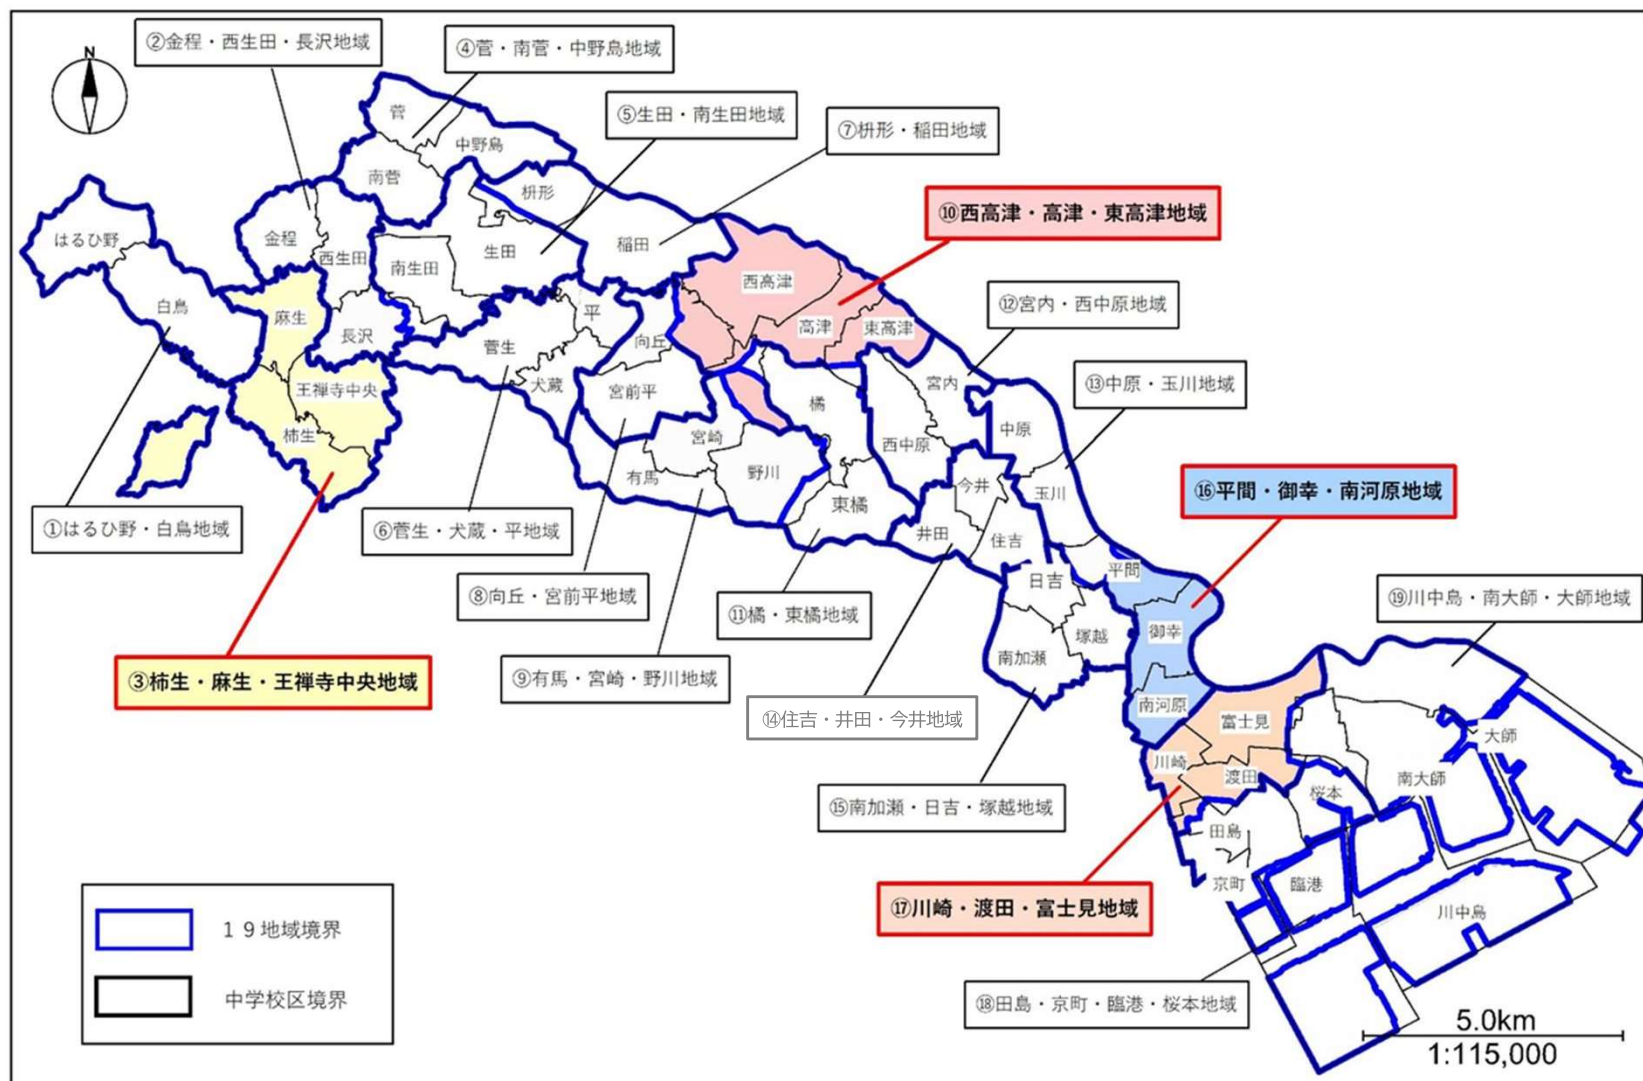 ②金程・西生田・長沢地域
④菅・南菅・中野島地域
⑤生田・南生田地域
⑦枡形・稲田地域
N
菅
中野島
南菅
枡形
⑩西高津・高津・東高津地域
はるひ野
金程
西生田
南生田
生田
稲田
西高津
⑫宮内・西中原地域
白鳥
麻生
長沢
平
向丘
高津
東高津
菅生
犬蔵
宮前平
宮内
⑬中原・玉川地域
王禅寺中央
橘
柿生
宮崎
西中原
中原
有馬
野川
今井
玉川
⑯平間・御幸・南河原地域
①はるひ野・白鳥地域
⑥菅生・犬蔵・平地域
東橘
井田
住吉
平間
⑧向丘・宮前平地域
⑪橘・東橘地域
日吉
⑲川中島・南大師・大師地域
塚越
御幸
南加瀬
③柿生・麻生・王禅寺中央地域
⑨有馬・宮崎・野川地域
⑭住吉・井田・今井地域
南河原
富士見
大師
川崎
渡田
南大師
桜本
⑮南加瀬・日吉・塚越地域
田島
京町
臨港
川中島
⑰川崎・渡田・富士見地域
⑱田島・京町・臨港・桜本地域
19地域境界
中学校区境界
5.0km
1:115,000